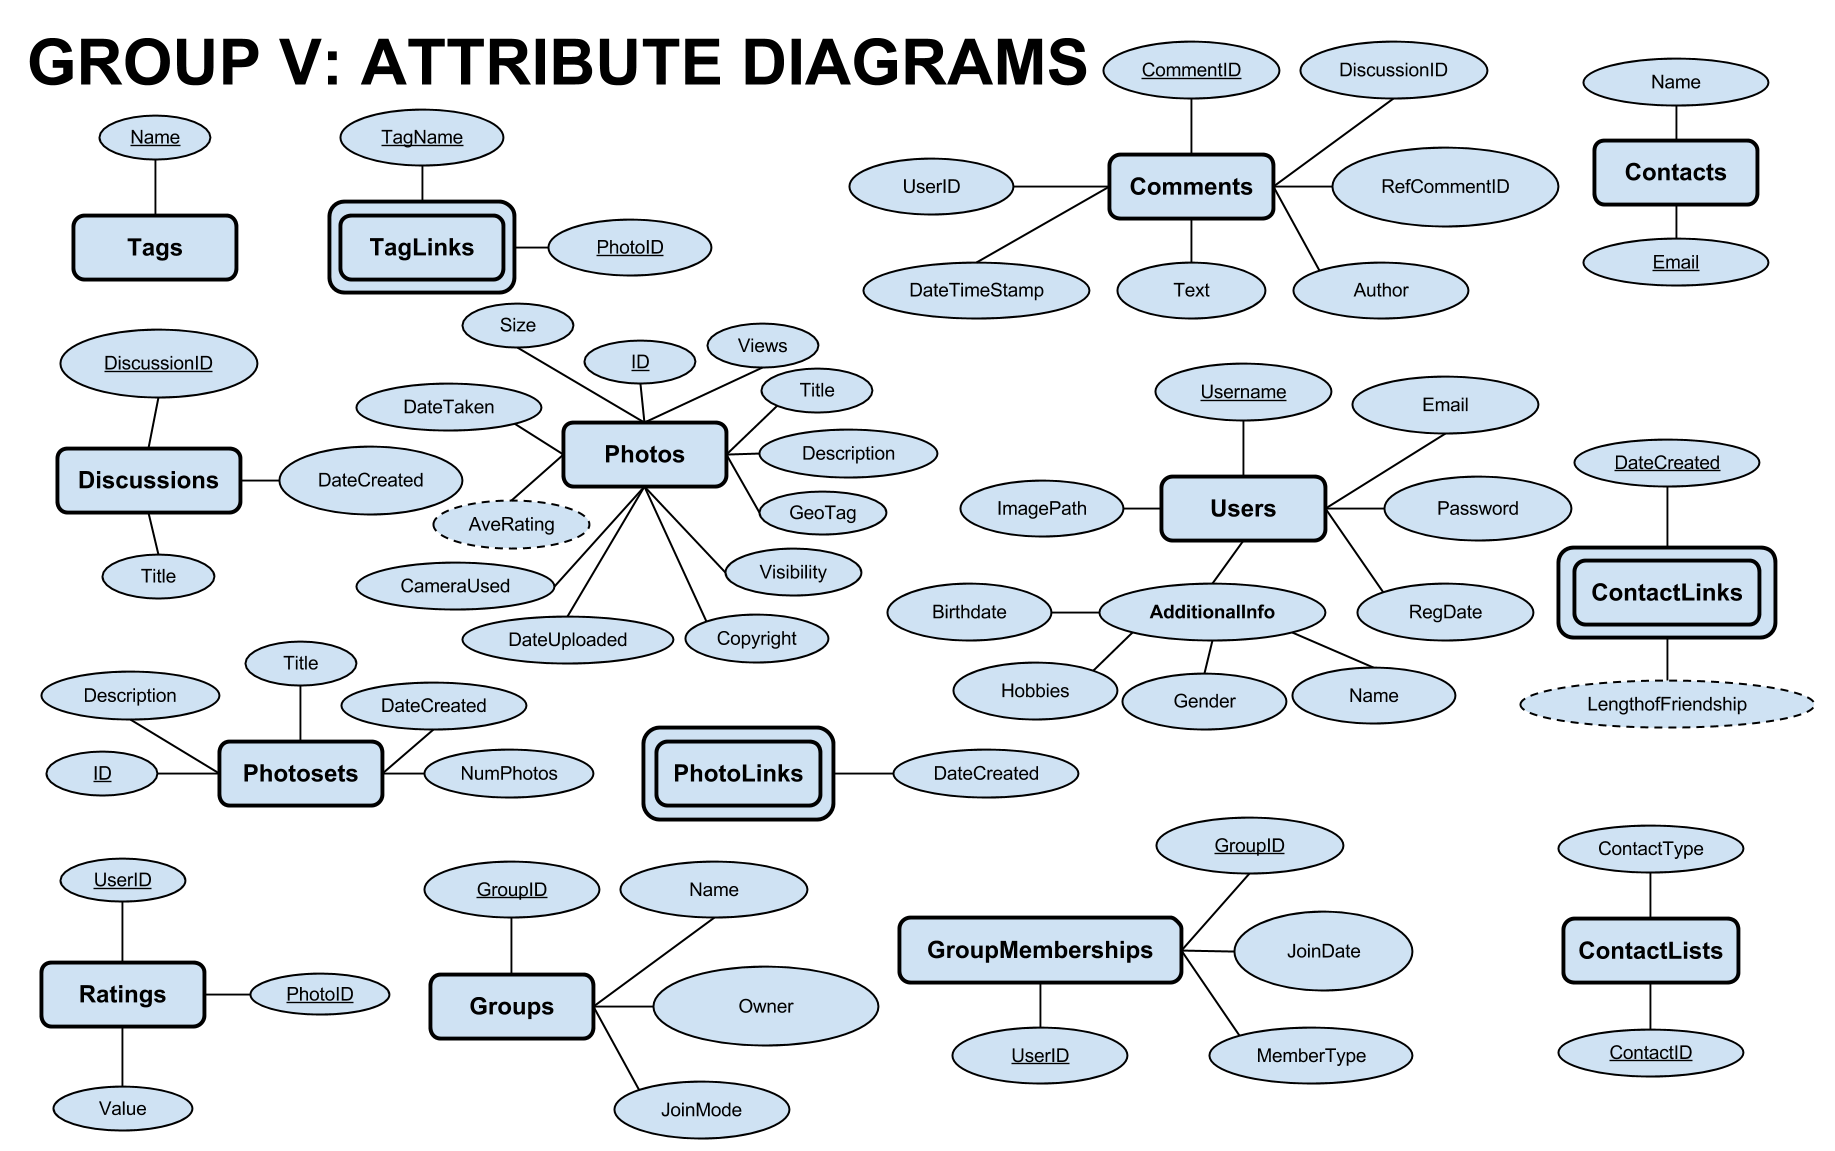 GROUP V: ATTRIBUTE DIAGRAMS
Name
Tags
TagName
TagLinks
PhotoID
CommentID
DiscussionID
UserID
Comments
RefCommentID
DateTimeStamp
Text
Author
Name
Contacts
Email
DiscussionID
Discussions
DateCreated
Title
Size
ID
Views
DateTaken
Title
Photos
Description
AveRating
GeoTag
CameraUsed
Visibility
DateUploaded
Copyright
Username
Email
ImagePath
Users
Password
Birthdate
AdditionalInfo
RegDate
Hobbies
Gender
Name
DateCreated
ContactLinks
LengthofFriendship
Title
Description
DateCreated
ID
Photosets
NumPhotos
PhotoLinks
DateCreated
UserID
Ratings
PhotoID
Value
GroupID
Name
Groups
Owner
JoinMode
GroupID
GroupMemberships
JoinDate
UserID
MemberType
ContactType
ContactLists
ContactID